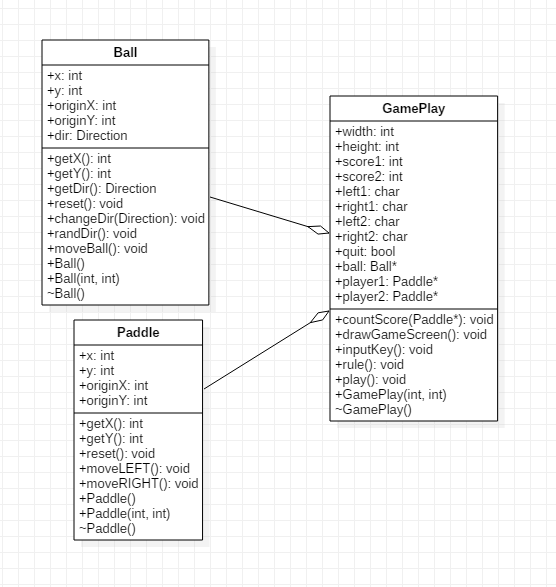 Ball
+x: int
+y: int
+originX: int
+originY: int
+dir: Direction
+getX(): int
+getY(): int
+getDir(): Direction
+reset(): void
+changeDir(Direction): void
+randDir(): void
+moveBall(): void
+Ball()
+Ball(int, int)
~Ball()
Paddle
+x: int
+y: int
+originX: int
+originY: int
+getX(): int
+getY(): int
+reset(): void
+moveLEFT(): void
+moveRIGHT(): void
+Paddle()
+Paddle(int, int)
~Paddle()
GamePlay
+width: int
+height: int
+score1: int
+score2: int
+left1: char
+right1: char
+left2: char
+right2: char
+quit: bool
+ball: Ball*
+player1: Paddle*
+player2: Paddle*
+countScore(Paddle*): void
+drawGameScreen(): void
+inputKey(): void
+rule(): void
+play(): void
+GamePlay(int, int)
~GamePlay()